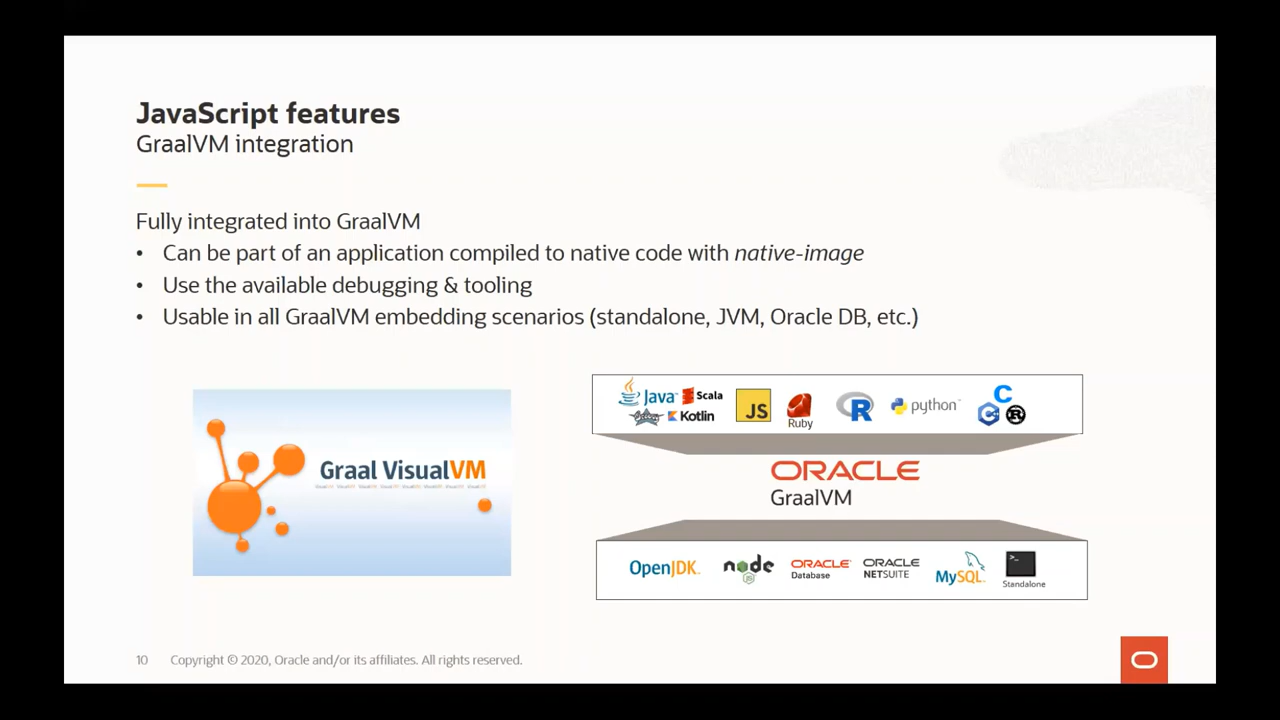 JavaScript features
GraalVM integration
Fully integrated into GraalVM
• Can be part of an application compiled to native code with native-image
• Use the available debugging & tooling
• Usable in all GraalVM embedding scenarios (standalone, JVM, Oracle DB, etc.)
Graal VisualVM
Java Scala
Kotlin
JS
Ruby
R
python
C
C++
ORACLE
GraalVM
OpenJDK
node
JS
ORACLE
Database
ORACLE
NETSUITE
MySQL
>_
Standalone
10 Copyright © 2020, Oracle and/or its affiliates. All rights reserved.